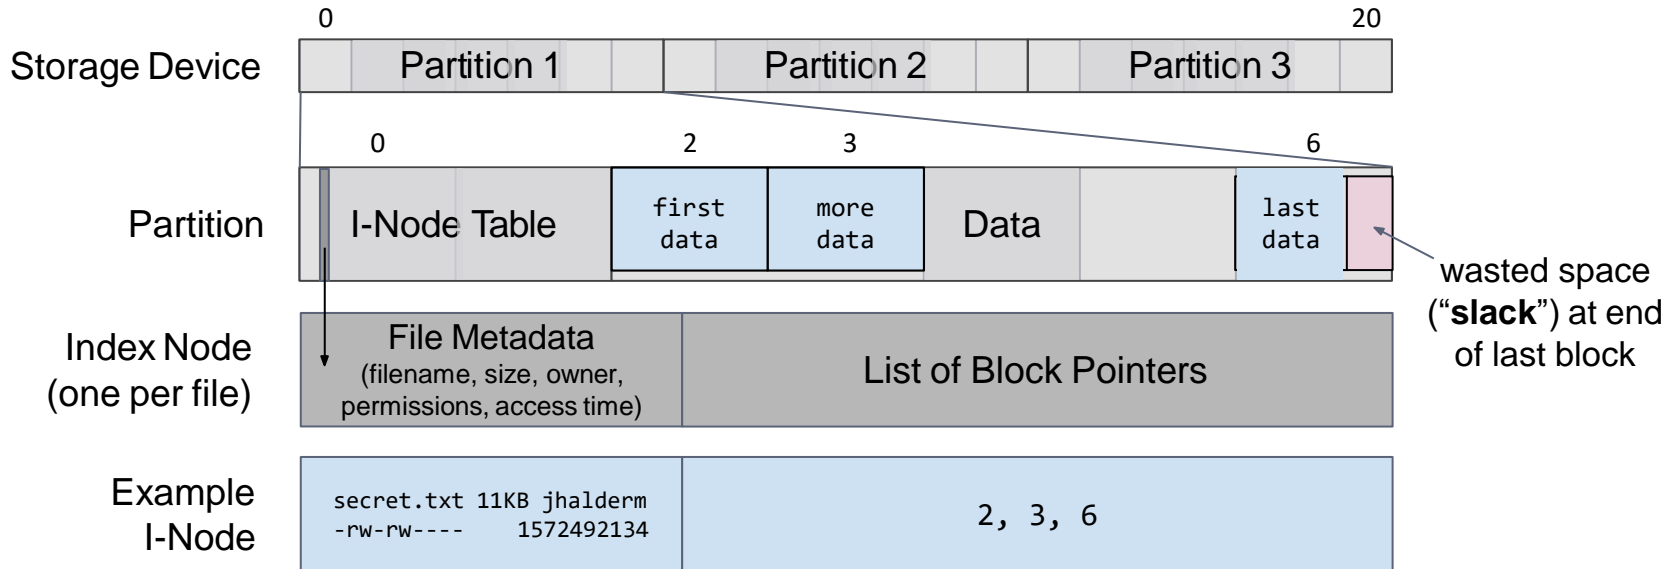 0 20
Storage Device Partition 1 Partition 2 Partition 3
0 2 3 6
Partition I-Node Table Data
first
data
more
data
last
data
wasted space
(“slack”) at end
of last block
Index Node
(one per file)
File Metadata
(filename, size, owner,
permissions, access time)
List of Block Pointers
Example
I-Node
secret.txt 11KB jhalderm
-rw-rw---- 1572492134
2, 3, 6